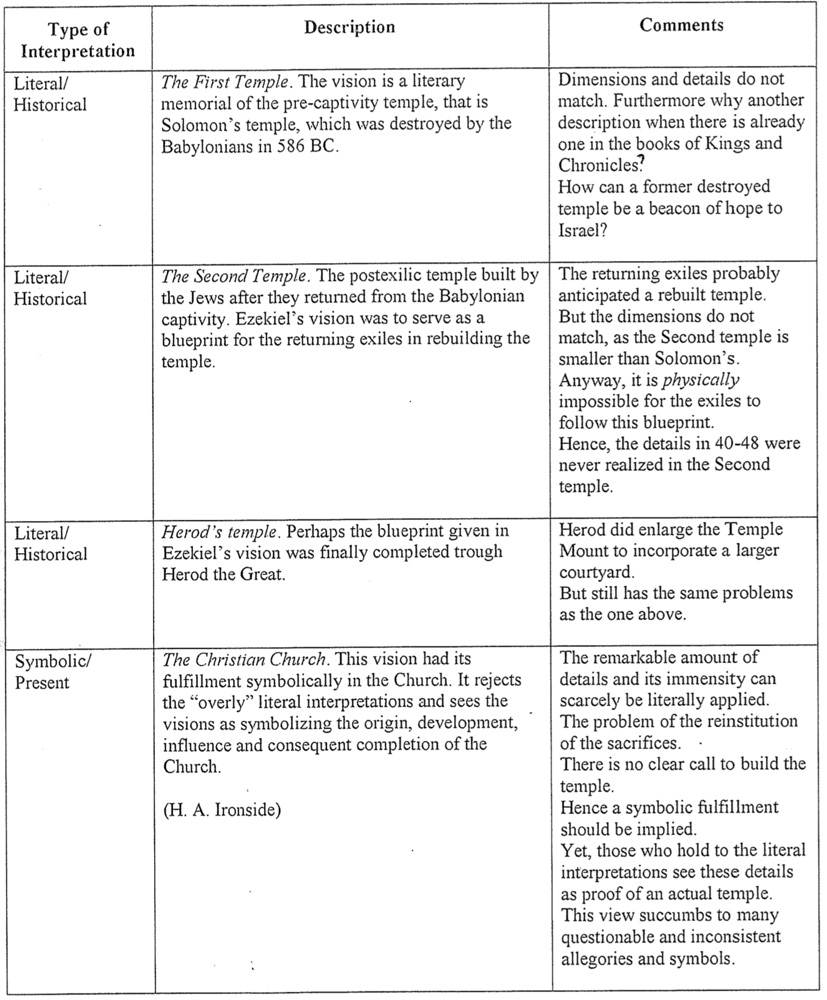 Type of
Interpretation
Description
Comments
Literal/
Historical
The First Temple. The vision is a literary
memorial of the pre-captivity temple, that is
Solomon's temple, which was destroyed by the
Babylonians in 586 BC.
Dimensions and details do not
match. Furthermore why another
description when there is already
one in the books of Kings and
Chronicles?
How can a former destroyed
temple be a beacon of hope to
Israel?
Literal/
Historical
The Second Temple. The postexilic temple built by
the Jews after they returned from the Babylonian
captivity. Ezekiel's vision was to serve as a
blueprint for the returning exiles in rebuilding the
temple.
The returning exiles probably
anticipated a rebuilt temple.
But the dimensions do not
match, as the Second temple is
smaller than Solomon's.
Anyway, it is physically
impossible for the exiles to
follow this blueprint.
Hence, the details in 40-48 were
never realized in the Second
temple.
Literal/
Historical
Herod's temple. Perhaps the blueprint given in
Ezekiel's vision was finally completed trough
Herod the Great.
Herod did enlarge the Temple
Mount to incorporate a larger
courtyard.
But still has the same problems
as the one above.
Symbolic/
Present
The Christian Church. This vision had its
fulfillment symbolically in the Church. It rejects
the “overly” literal interpretations and sees the
visions as symbolizing the origin, development,
influence and consequent completion of the
Church.
(H. A. Ironside)
The remarkable amount of
details and its immensity can
scarcely be literally applied.
The problem of the reinstitution
of the sacrifices.
There is no clear call to build the
temple.
Hence a symbolic fulfillment
should be implied.
Yet, those who hold to the literal
interpretations see these details
as proof of an actual temple.
This view succumbs to many
questionable and inconsistent
allegories and symbols.